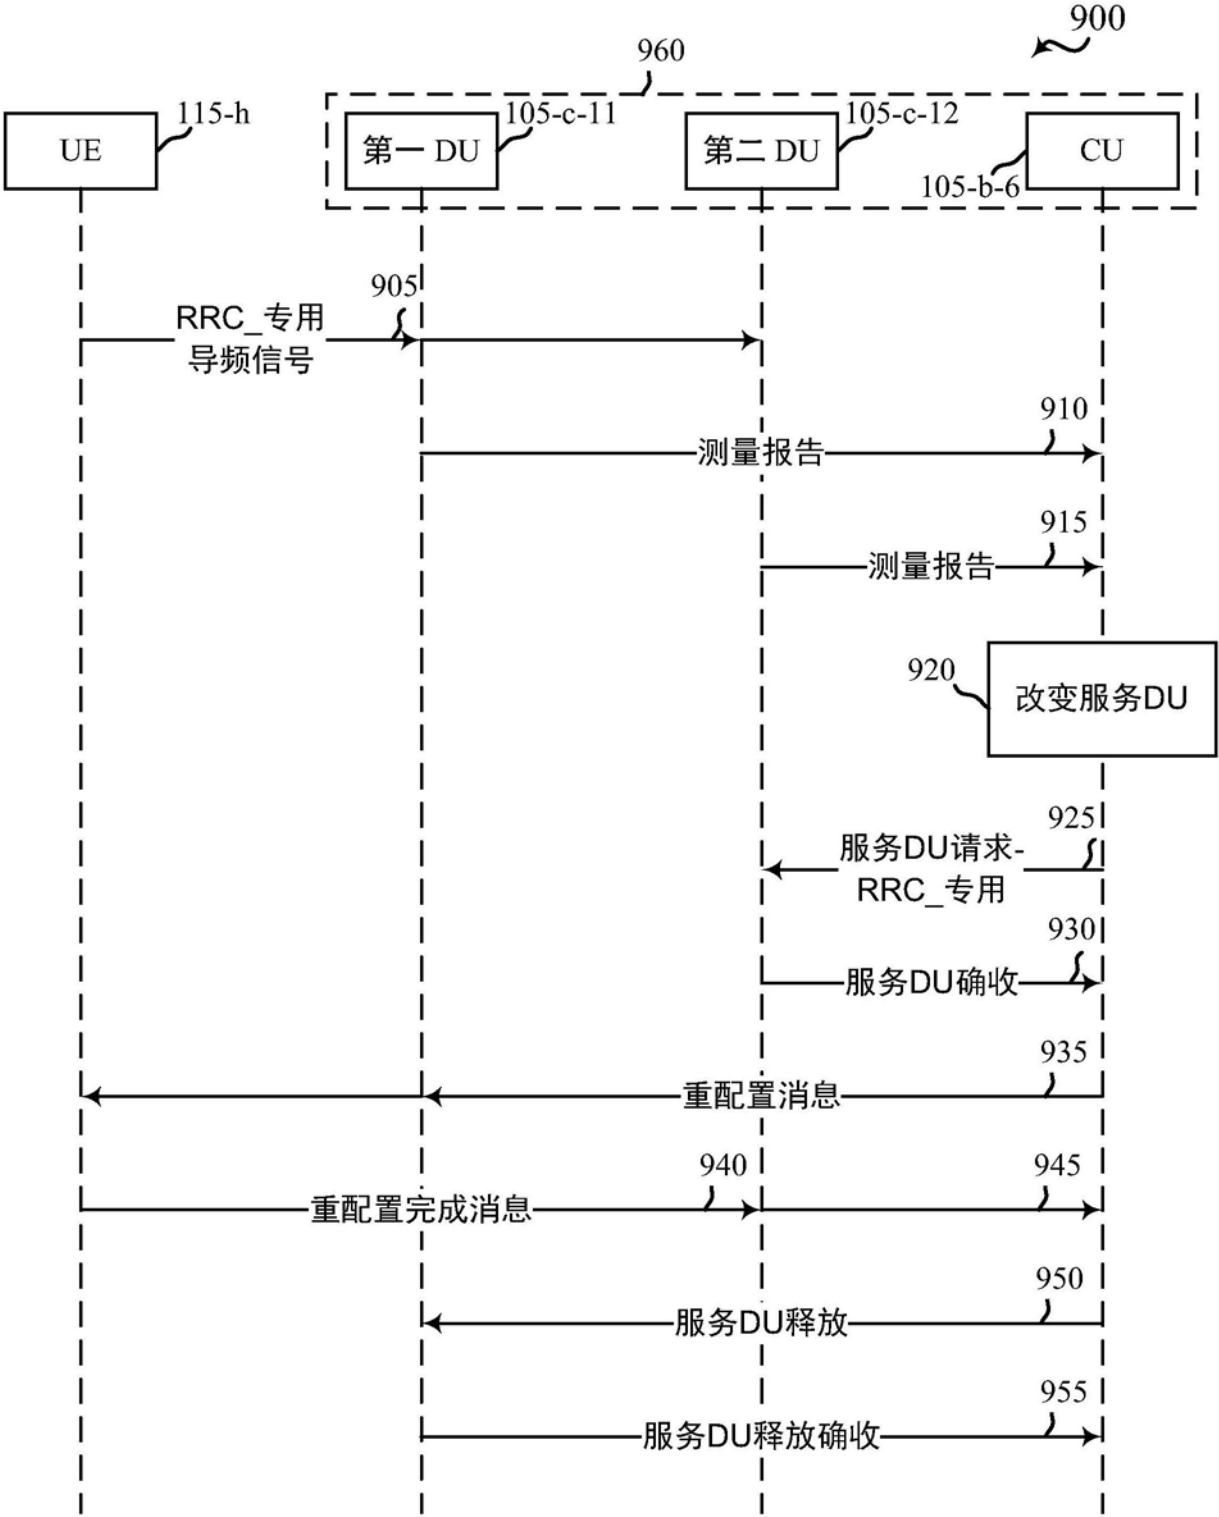 900
960
115-h
105-c-11
105-c-12
UE
第一 DU
第二 DU
CU
105-b-6
905
RRC_专用
导频信号
910
测量报告
915
测量报告
920
改变服务DU
925
服务DU请求-
RRC_专用
930
服务DU确收
935
重配置消息
940
945
重配置完成消息
950
服务DU释放
955
服务DU释放确收